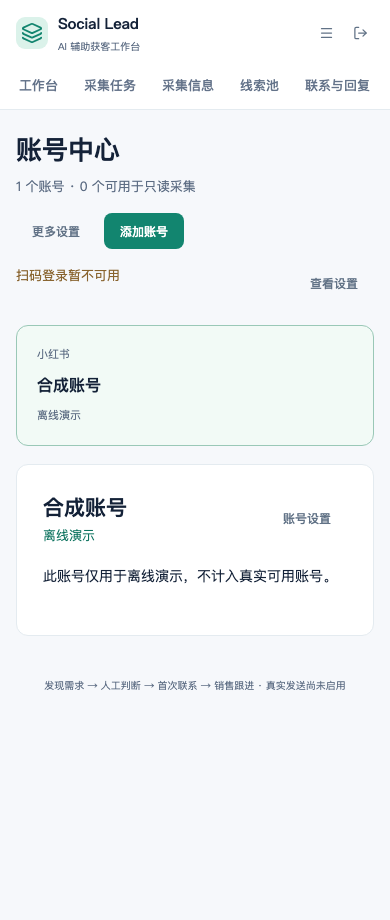 Social Lead
AI 辅助获客工作台
工作台 采集任务 采集信息 线索池 联系与回复
账号中心
1 个账号 · 0 个可用于只读采集
更多设置 添加账号
扫码登录暂不可用
查看设置
小红书
合成账号
离线演示
合成账号
账号设置
离线演示
此账号仅用于离线演示，不计入真实可用账号。
发现需求 → 人工判断 → 首次联系 → 销售跟进 · 真实发送尚未启用